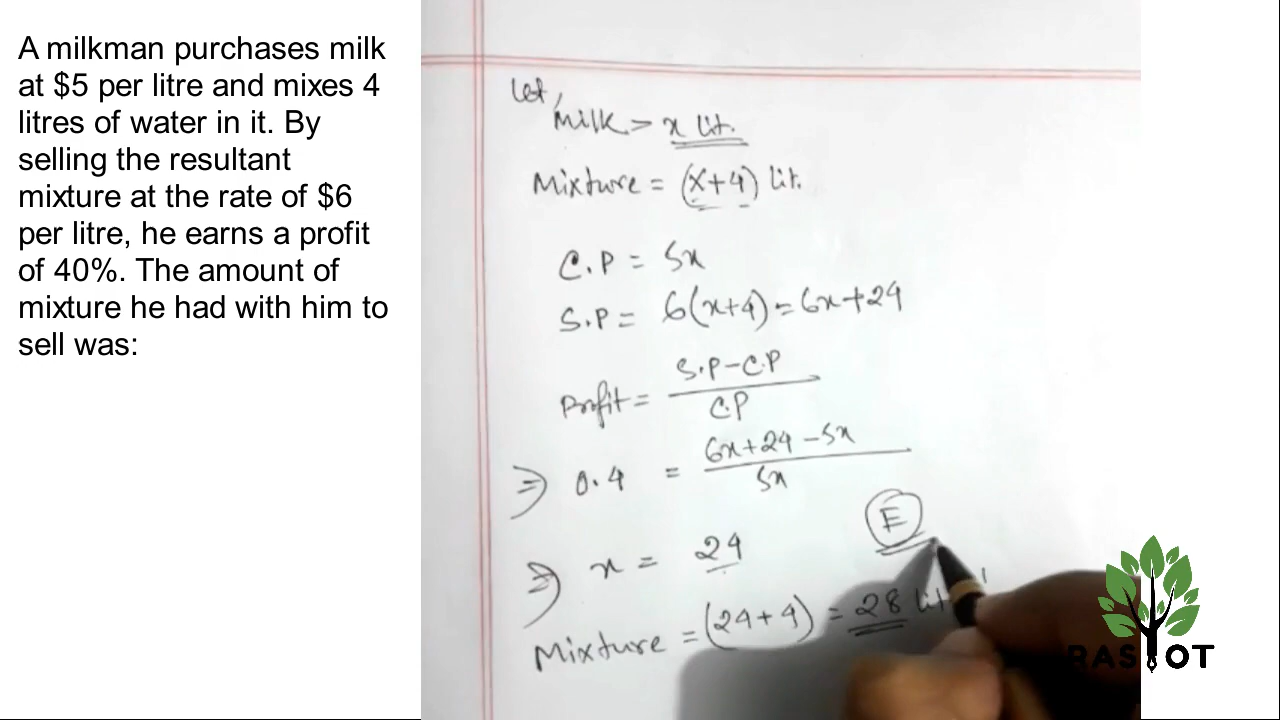 A milkman purchases milk
at $5 per litre and mixes 4
litres of water in it. By
selling the resultant
mixture at the rate of $6
per litre, he earns a profit
of 40%. The amount of
mixture he had with him to
sell was:
Let,
Milk > x lit.
Mixture = (x+4) lit.
C.P = 5x
S.P = 6(x+4) = 6x+24
Profit = S.P-C.P
C.P
⇒ 0.4 = 6x+24-5x
5x
⇒ x = 24
E
Mixture = (24+4) = 28 lit